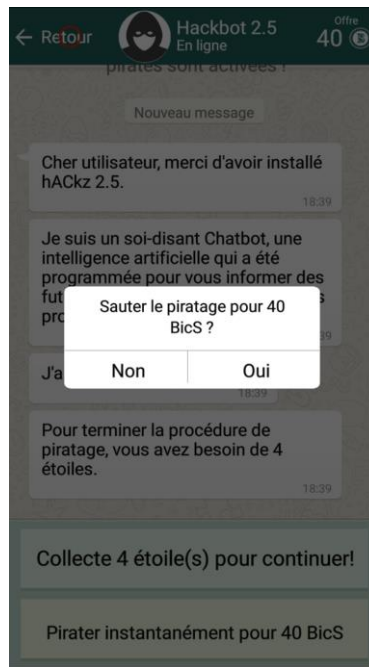 Retour
Hackbot 2.5
En ligne
Offre
40
pirates sont activées !
Nouveau message
Cher utilisateur, merci d'avoir installé
hACkz 2.5.
18:39
Je suis un soi-disant Chatbot, une
intelligence artificielle qui a été
programmée pour vous informer des
fut
s
pro
39
Sauter le piratage pour 40
BicS ?
Non
Oui
J'a
18:39
Pour terminer la procédure de
piratage, vous avez besoin de 4
étoiles.
18:39
Collecte 4 étoile(s) pour continuer!
Pirater instantanément pour 40 BicS